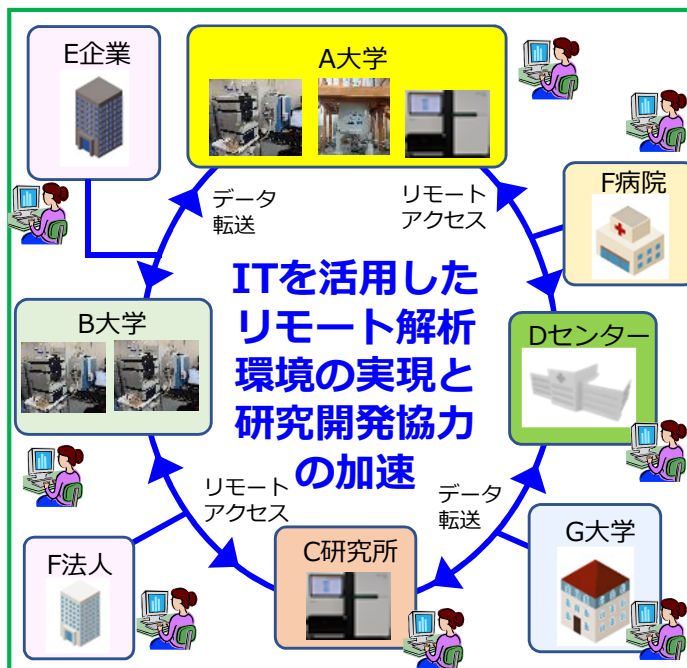 E企業
A大学
データ
転送
リモート
アクセス
F病院
ITを活用した
リモート解析
環境の実現と
研究開発協力
の加速
B大学
Dセンター
リモート
アクセス
データ
転送
F法人
C研究所
G大学